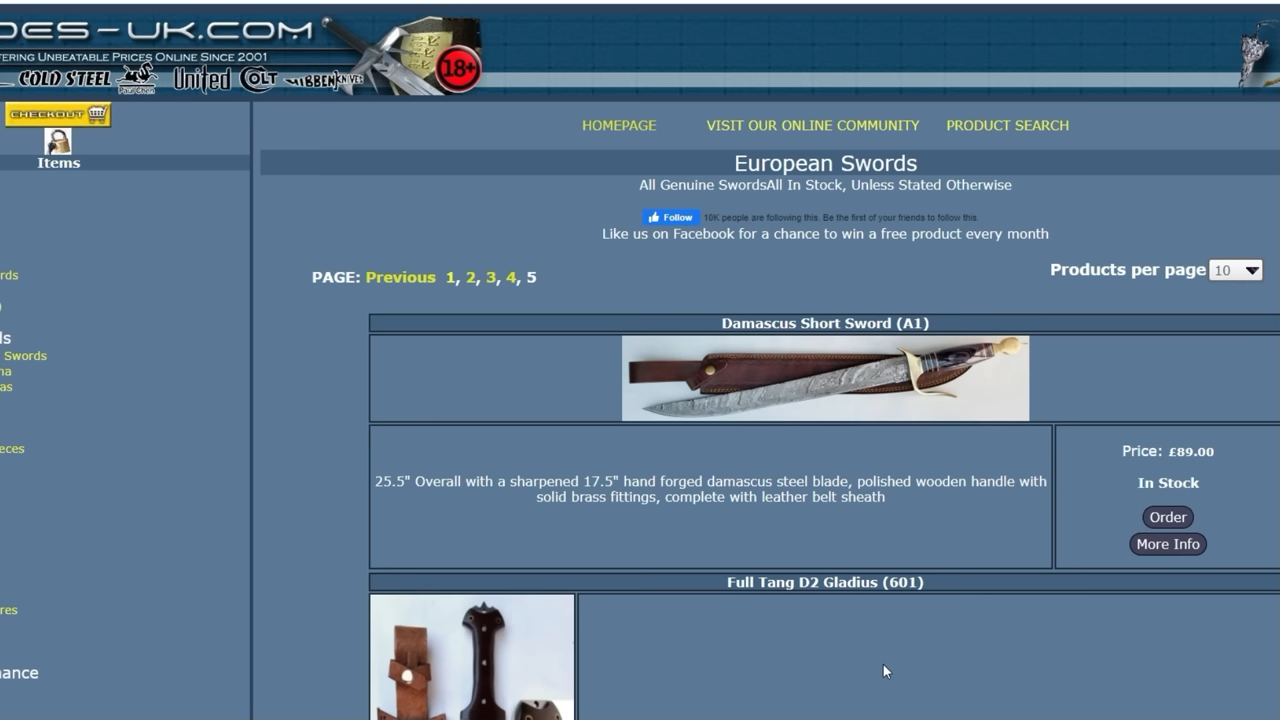 DES-UK.COM
ERING UNBEATABLE PRICES ONLINE SINCE 2001
COLD STEEL United COLT HIBBEN KNIVES
Paul Chen
18+
CHECKOUT
Items
HOMEPAGE VISIT OUR ONLINE COMMUNITY PRODUCT SEARCH
European Swords
All Genuine SwordsAll In Stock, Unless Stated Otherwise
Follow 10K people are following this. Be the first of your friends to follow this.
Like us on Facebook for a chance to win a free product every month
PAGE: Previous 1, 2, 3, 4, 5
Products per page 10
rds
)
ds
Swords
na
as
eces
res
nance
Damascus Short Sword (A1)
25.5" Overall with a sharpened 17.5" hand forged damascus steel blade, polished wooden handle with
solid brass fittings, complete with leather belt sheath
Price: £89.00
In Stock
Order
More Info
Full Tang D2 Gladius (601)